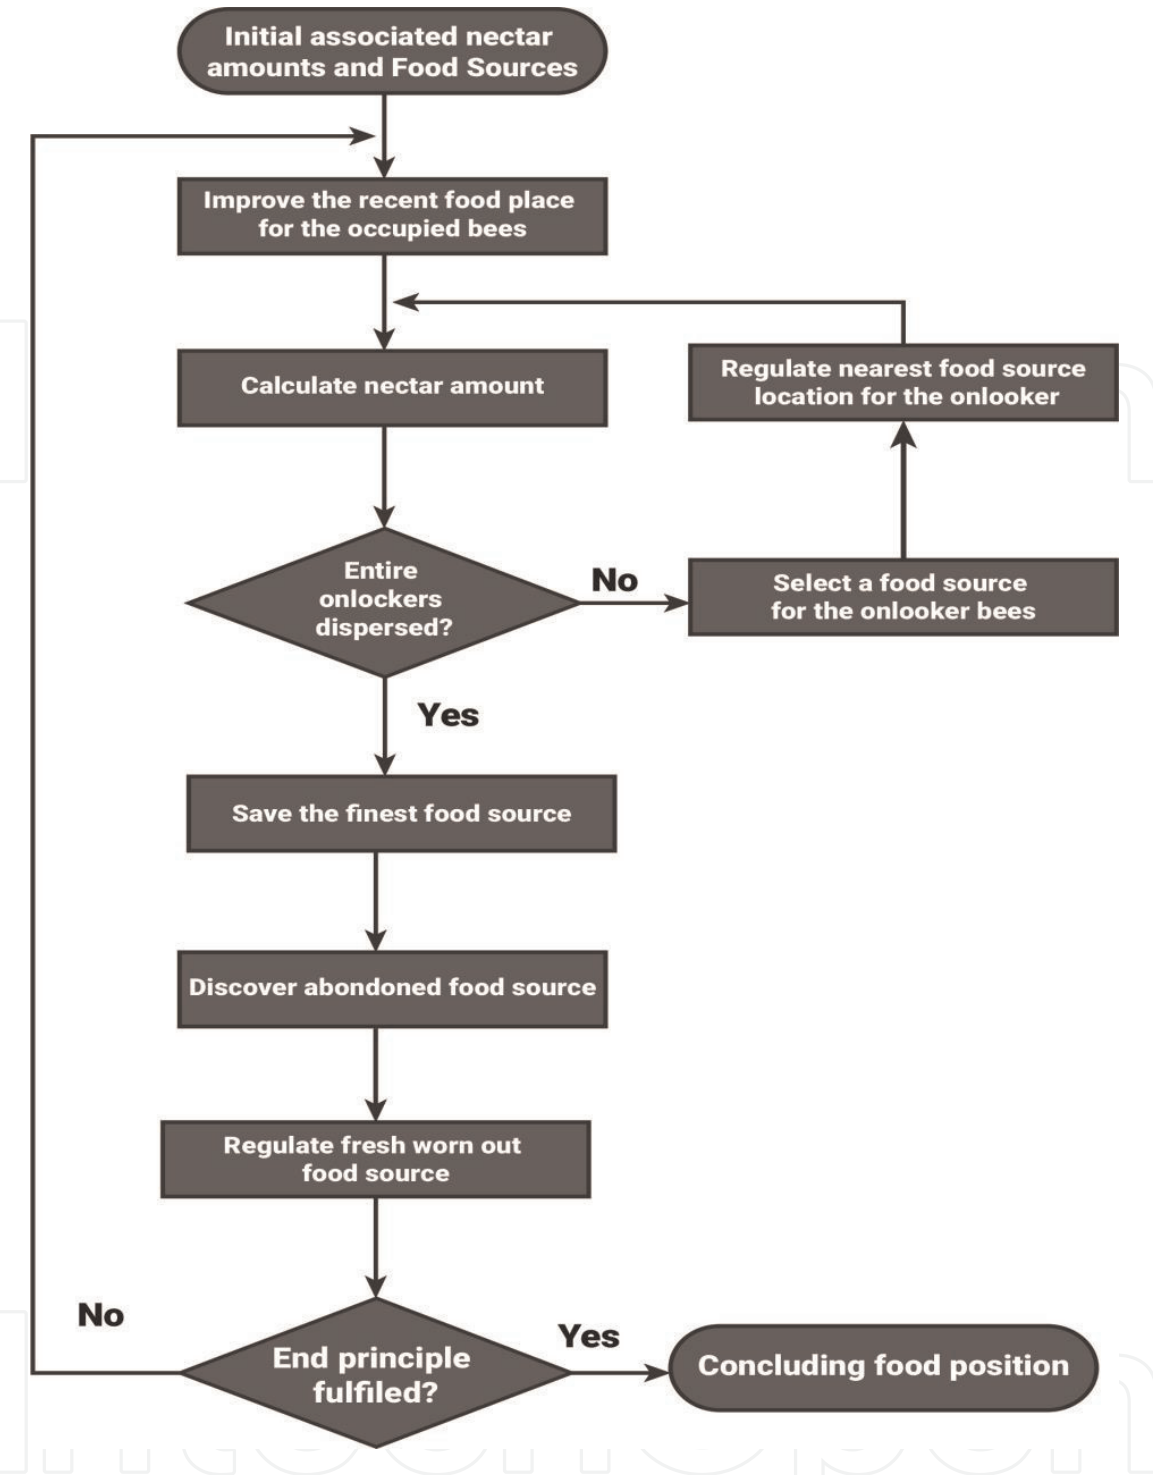 Initial associated nectar
amounts and Food Sources
Improve the recent food place
for the occupied bees
Calculate nectar amount
Regulate nearest food source
location for the onlooker
Entire
onlockers
dispersed?
No
Select a food source
for the onlooker bees
Yes
Save the finest food source
Discover abondoned food source
Regulate fresh worn out
food source
No
End principle
fulfiled?
Yes
Concluding food position